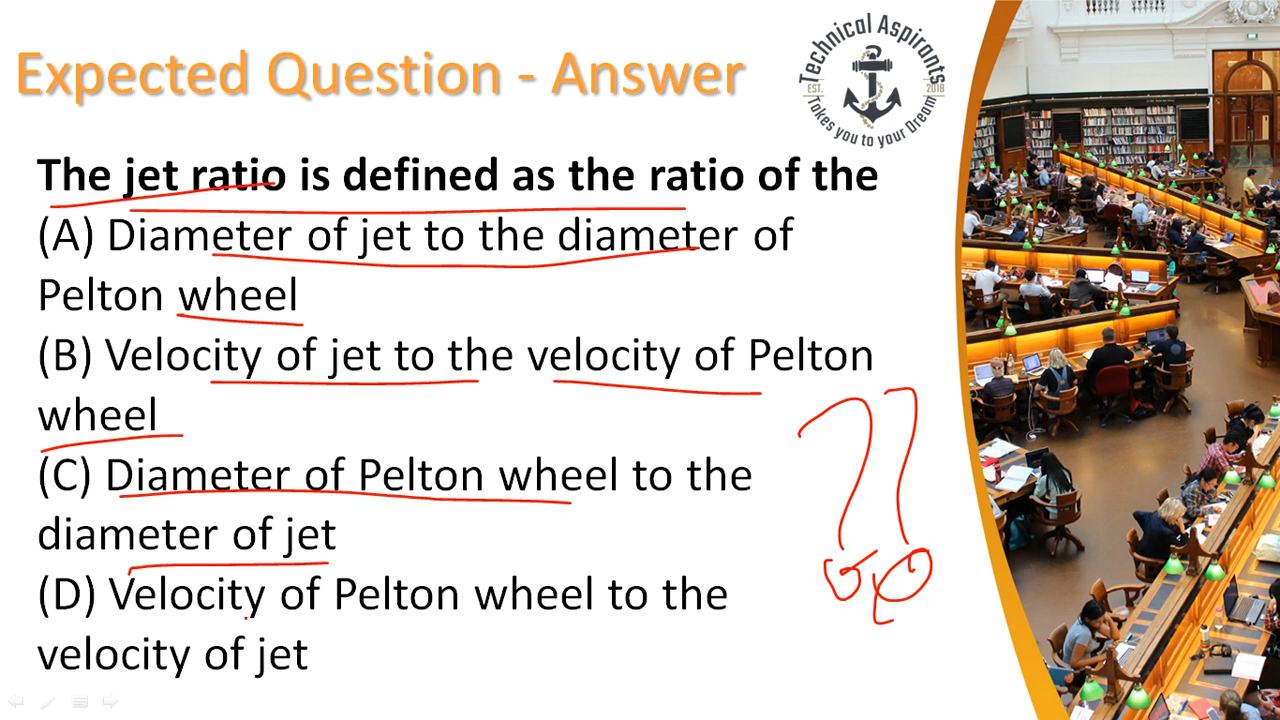 Expected Question - Answer
Technical Aspirants
EST. 2018
Takes you to your Dream
The jet ratio is defined as the ratio of the
(A) Diameter of jet to the diameter of
Pelton wheel
(B) Velocity of jet to the velocity of Pelton
wheel
(C) Diameter of Pelton wheel to the
diameter of jet
(D) Velocity of Pelton wheel to the
velocity of jet